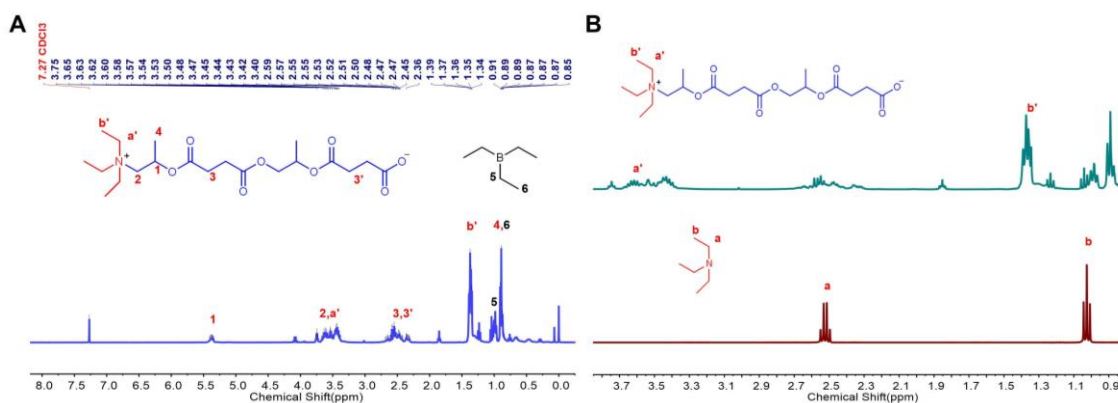 A
7.27 CDCl3
3.75
3.65
3.63
3.62
3.60
3.58
3.57
3.54
3.53
3.50
3.48
3.47
3.45
3.44
3.43
3.42
3.40
2.59
2.57
2.55
2.55
2.53
2.52
2.51
2.50
2.48
2.47
2.47
2.45
2.36
1.39
1.37
1.36
1.35
1.34
0.91
0.89
0.89
0.87
0.87
0.85
b' a' 4
N + O O O O O O O O -
2 1 3 3'
B
5 6
b' 4,6
1 2,a' 3,3' 5
8.0 7.5 7.0 6.5 6.0 5.5 5.0 4.5 4.0 3.5 3.0 2.5 2.0 1.5 1.0 0.5 0.0
Chemical Shift(ppm)
B
b' a'
N + O O O O O O O O -
b'
a'
b a
N
a b
3.7 3.5 3.3 3.1 2.9 2.7 2.5 2.3 2.1 1.9 1.7 1.5 1.3 1.1 0.9
Chemical Shift(ppm)